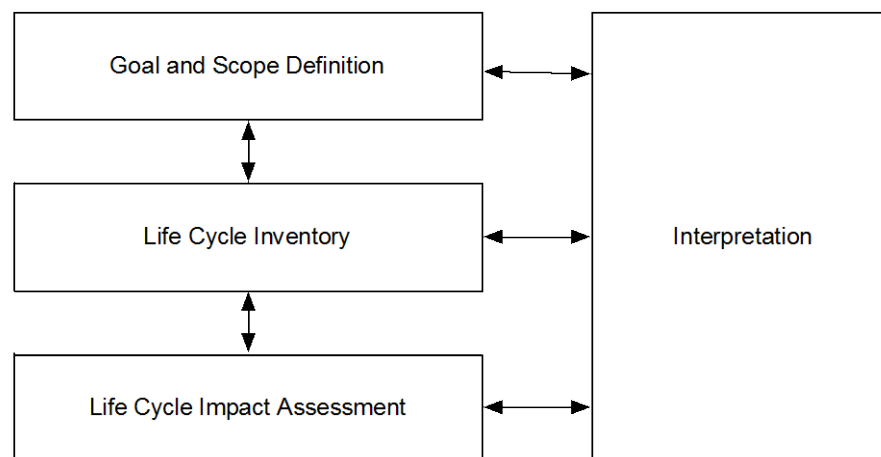 Goal and Scope Definition
Life Cycle Inventory
Interpretation
Life Cycle Impact Assessment